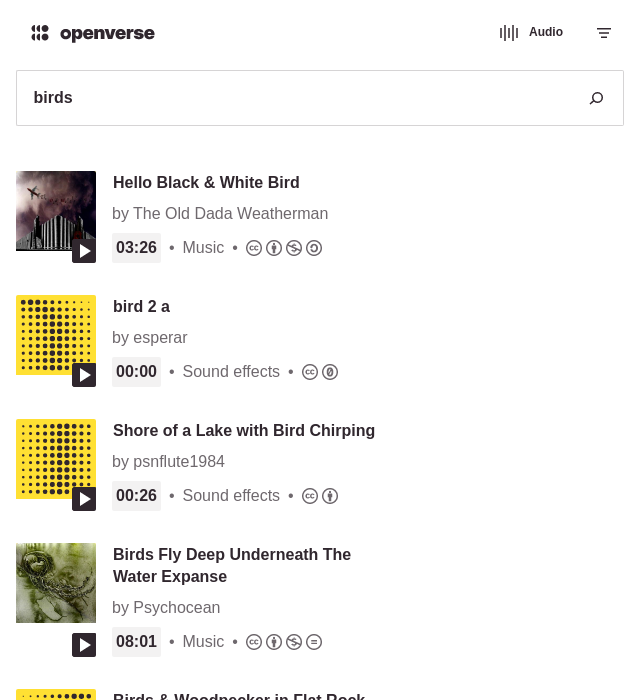 openverse
Audio
birds
Hello Black & White Bird
by The Old Dada Weatherman
03:26 • Music •
bird 2 a
by esperar
00:00 • Sound effects •
Shore of a Lake with Bird Chirping
by psnflute1984
00:26 • Sound effects •
Birds Fly Deep Underneath The
Water Expanse
by Psychocean
08:01 • Music •
Birds & Woodpecker in Flat Rock